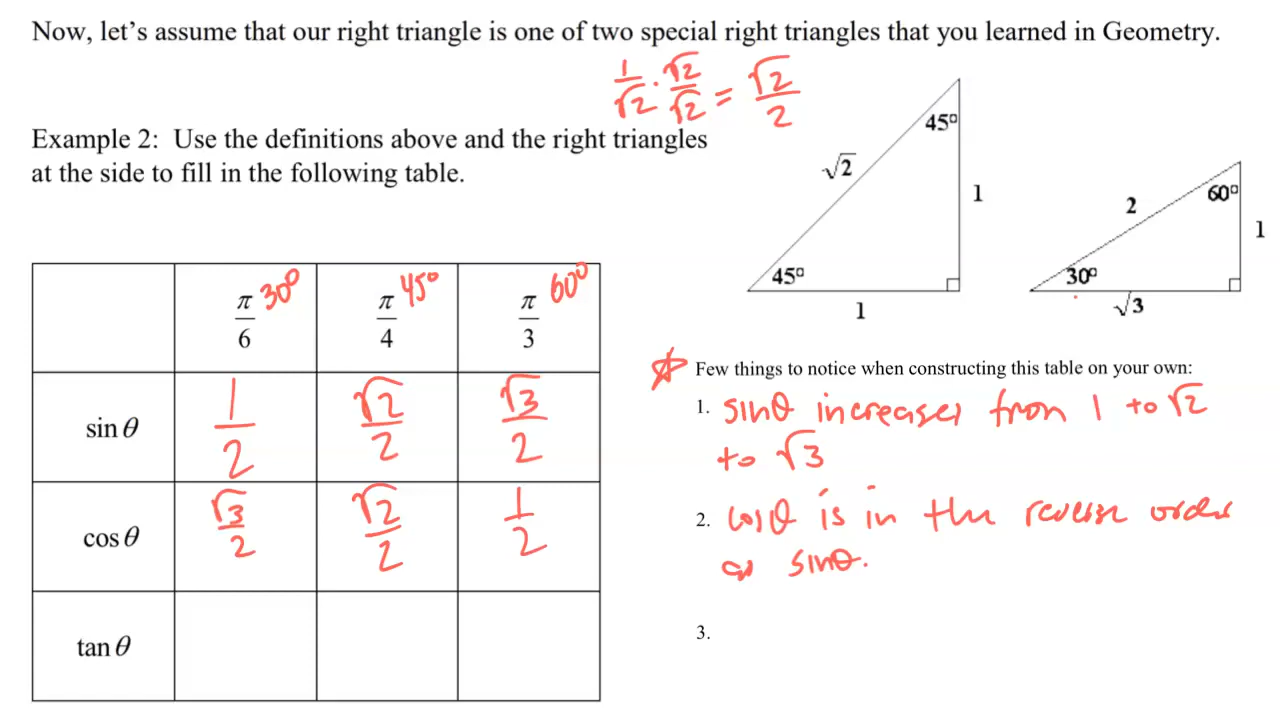 Now, let's assume that our right triangle is one of two special right triangles that you learned in Geometry.
1/√2 · √2/√2 = √2/2
Example 2: Use the definitions above and the right triangles
at the side to fill in the following table.
45°
√2
1
45°
1
60°
2
1
30°
√3
π/6 30° π/4 45° π/3 60°
sin θ 1/2 √2/2 √3/2
cos θ √3/2 √2/2 1/2
tan θ
Few things to notice when constructing this table on your own:
1. sinθ increases from 1 to √2
to √3
2. cosθ is in the reverse order
as sinθ.
3.